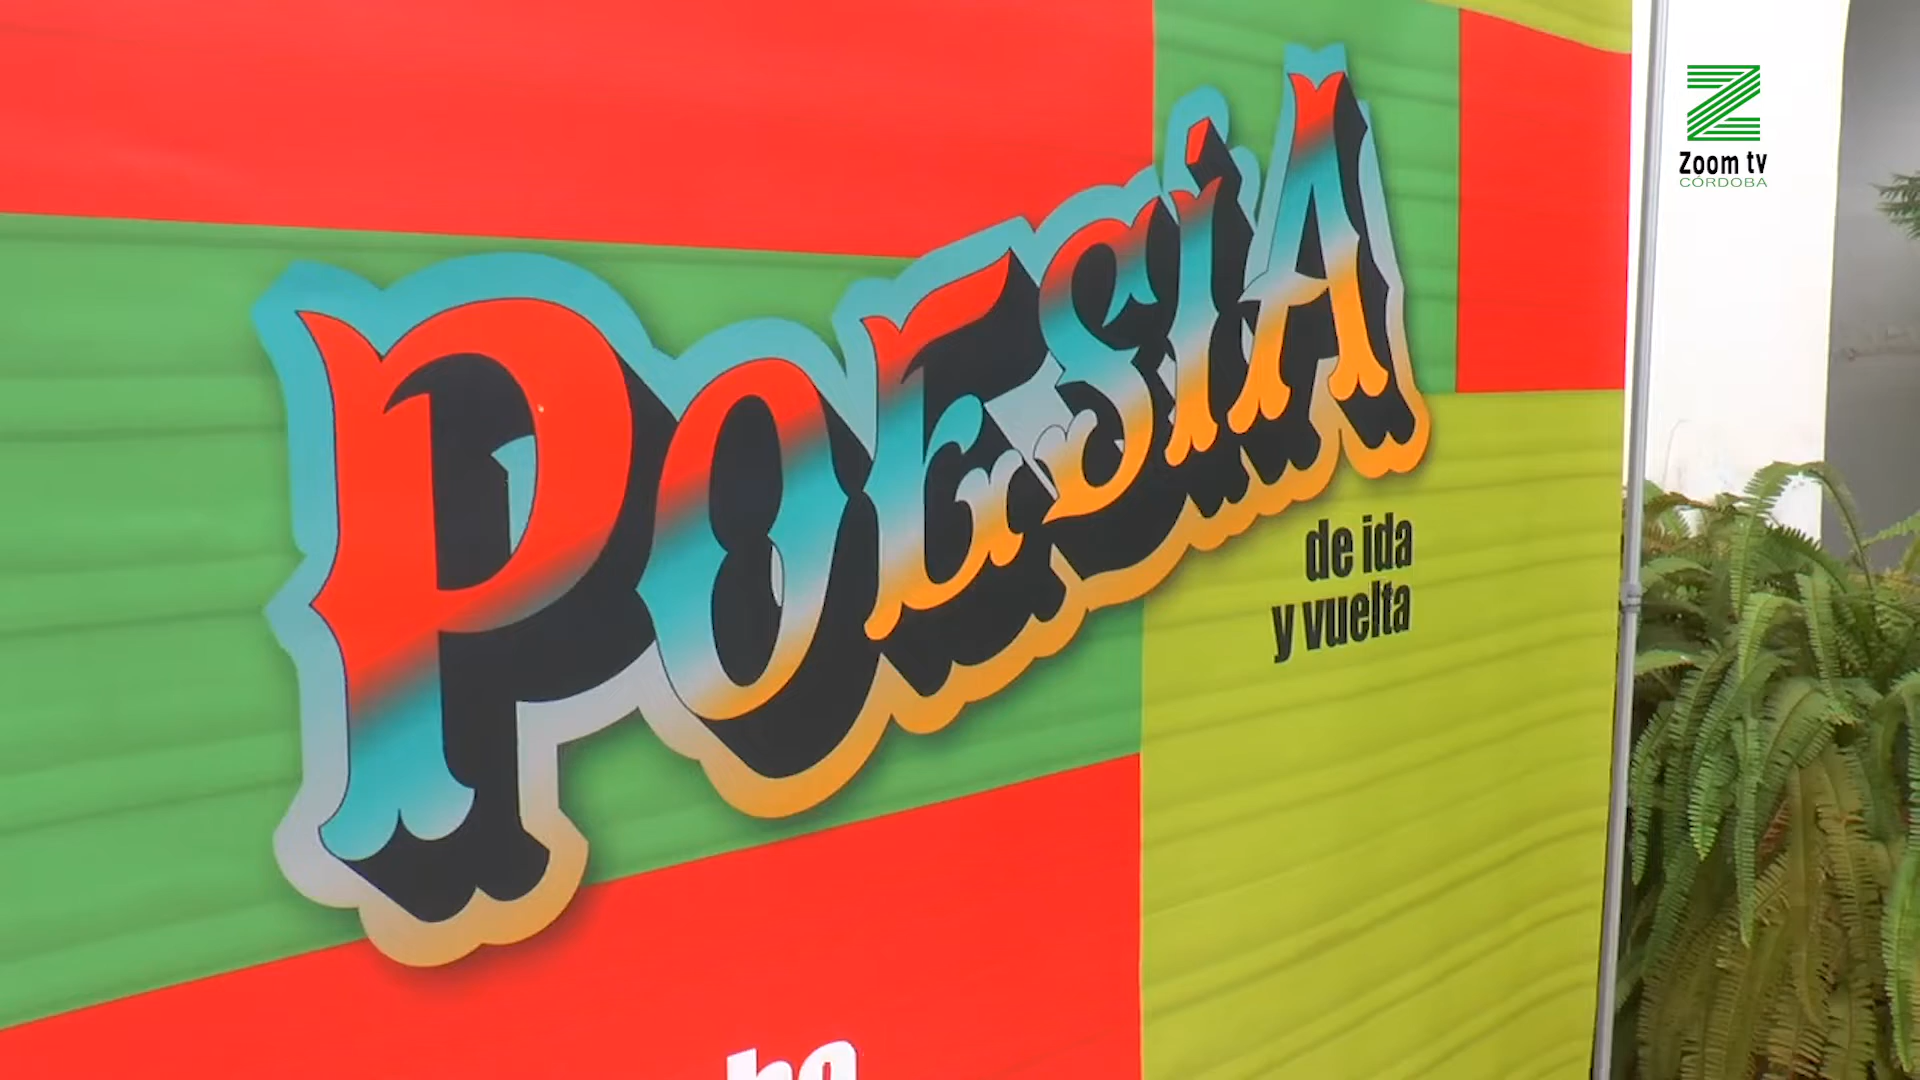 POESíA
de ida
y vuelta
Zoom tv
CÓRDOBA